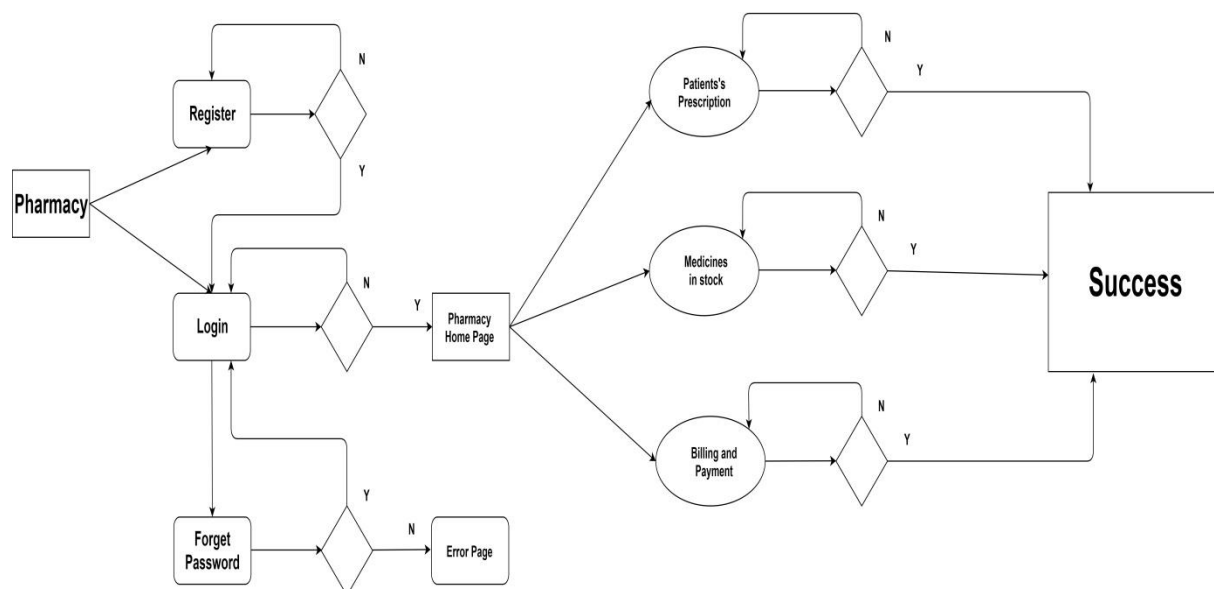 N
N
Patients's
Prescription
Y
Register
Y
Pharmacy
N
Medicines
in stock
Y
N
Success
Login
Y
Pharmacy
Home Page
N
Billing and
Payment
Y
Y
Forget
Password
N
Error Page